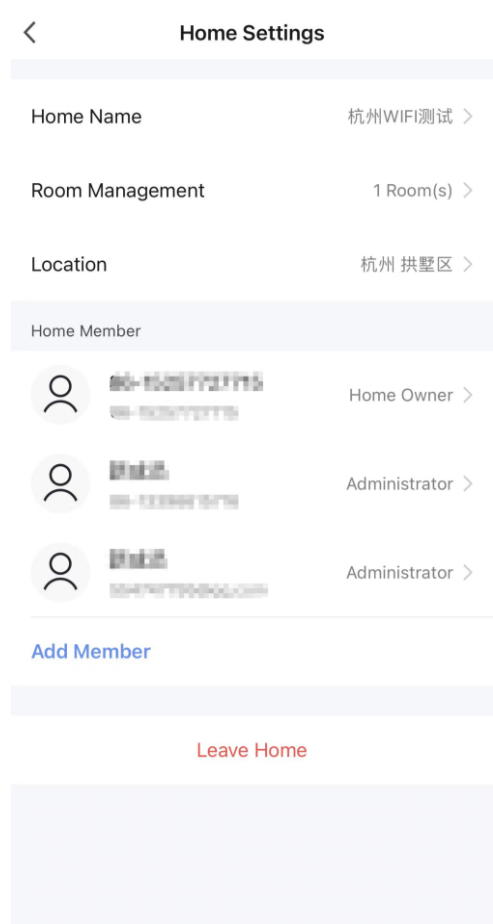 Home Settings
Home Name 杭州WIFI测试
Room Management 1 Room(s)
Location 杭州 拱墅区
Home Member
Home Owner
Administrator
Administrator
Add Member
Leave Home